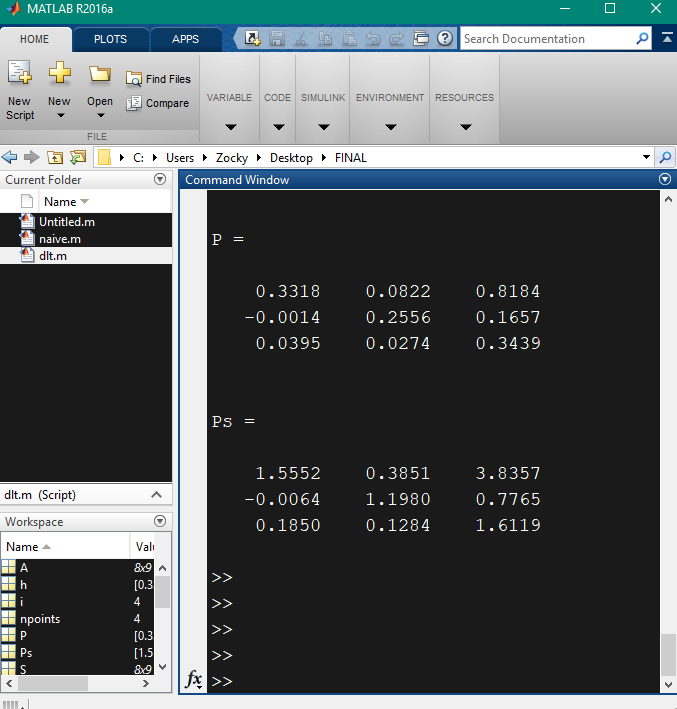 MATLAB R2016a
HOME PLOTS APPS Search Documentation
New Script New Open Find Files Compare
FILE VARIABLE CODE SIMULINK ENVIRONMENT RESOURCES
C: Users Zocky Desktop FINAL
Current Folder
Name
Untitled.m
naive.m
dlt.m
dlt.m (Script)
Workspace
Name Valu
A 8x9
h [0.3
i 4
npoints 4
P [0.3
Ps [1.5
S 8x9
Command Window
P =
0.3318 0.0822 0.8184
-0.0014 0.2556 0.1657
0.0395 0.0274 0.3439
Ps =
1.5552 0.3851 3.8357
-0.0064 1.1980 0.7765
0.1850 0.1284 1.6119
>>
>>
>>
>>
fx >>